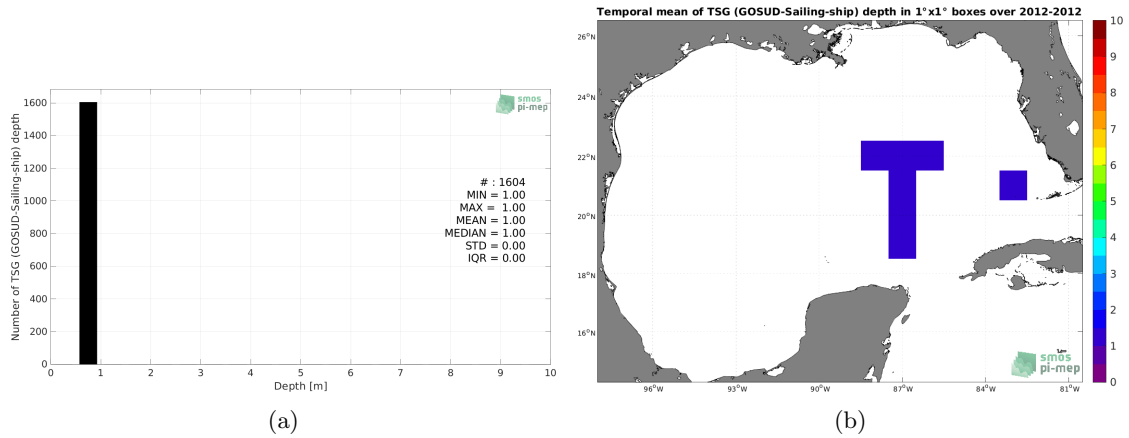 Number of TSG (GOSUD-Sailing-ship) depth
1600
1400
1200
1000
800
600
400
200
0
smos
pi-mep
# : 1604
MIN = 1.00
MAX = 1.00
MEAN = 1.00
MEDIAN = 1.00
STD = 0.00
IQR = 0.00
0 1 2 3 4 5 6 7 8 9 10
Depth [m]
(a)
Temporal mean of TSG (GOSUD-Sailing-ship) depth in 1°x1° boxes over 2012-2012
26°N
24°N
22°N
20°N
18°N
16°N
96°W 93°W 90°W 87°W 84°W 81°W
smos
pi-mep
10
9
8
7
6
5
4
3
2
1
0
(b)